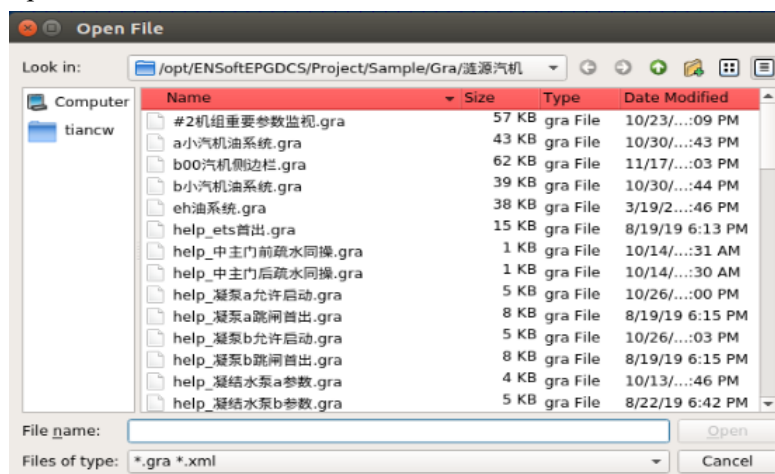 Open File
Look in: /opt/ENSoftEPGDCS/Project/Sample/Gra/涟源汽机
Computer
tiancw
Name Size Type Date Modified
#2机组重要参数监视.gra 57 KB gra File 10/23/...:09 PM
a小汽机油系统.gra 43 KB gra File 10/30/...:43 PM
b00汽机侧边栏.gra 62 KB gra File 11/17/...:03 PM
b小汽机油系统.gra 39 KB gra File 10/30/...:44 PM
eh油系统.gra 38 KB gra File 3/19/2...:46 PM
help_ets首出.gra 15 KB gra File 8/19/19 6:13 PM
help_中主门前疏水同操.gra 1 KB gra File 10/14/...:31 AM
help_中主门后疏水同操.gra 1 KB gra File 10/14/...:30 AM
help_凝泵a允许启动.gra 5 KB gra File 10/26/...:00 PM
help_凝泵a跳闸首出.gra 8 KB gra File 8/19/19 6:15 PM
help_凝泵b允许启动.gra 5 KB gra File 10/26/...:03 PM
help_凝泵b跳闸首出.gra 8 KB gra File 8/19/19 6:15 PM
help_凝结水泵a参数.gra 4 KB gra File 10/13/...:46 PM
help_凝结水泵b参数.gra 5 KB gra File 8/22/19 6:42 PM
File name: Open
Files of type: *.gra *.xml Cancel